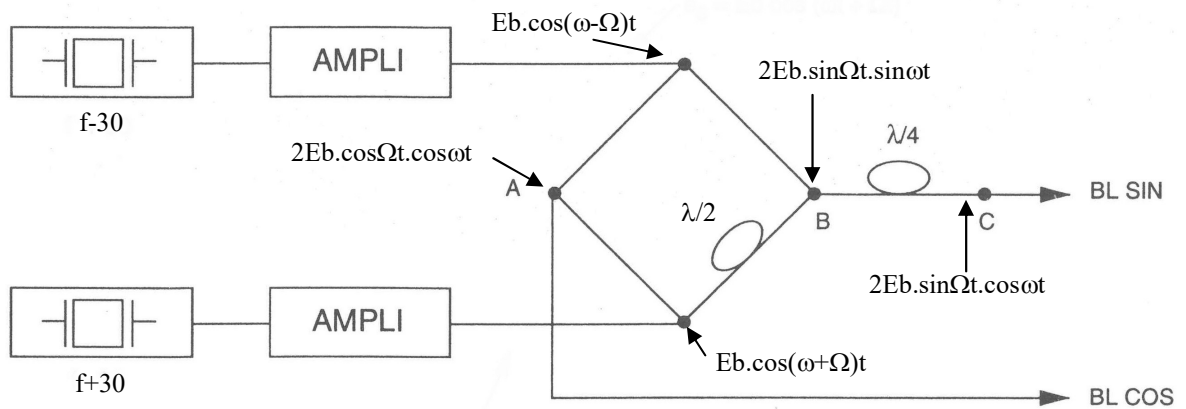 Eb.cos(ω-Ω)t
AMPLI
2Eb.sinΩt.sinωt
f-30
λ/4
2Eb.cosΩt.cosωt
A
BL SIN
λ/2
B
C
2Eb.sinΩt.cosωt
AMPLI
Eb.cos(ω+Ω)t
f+30
BL COS